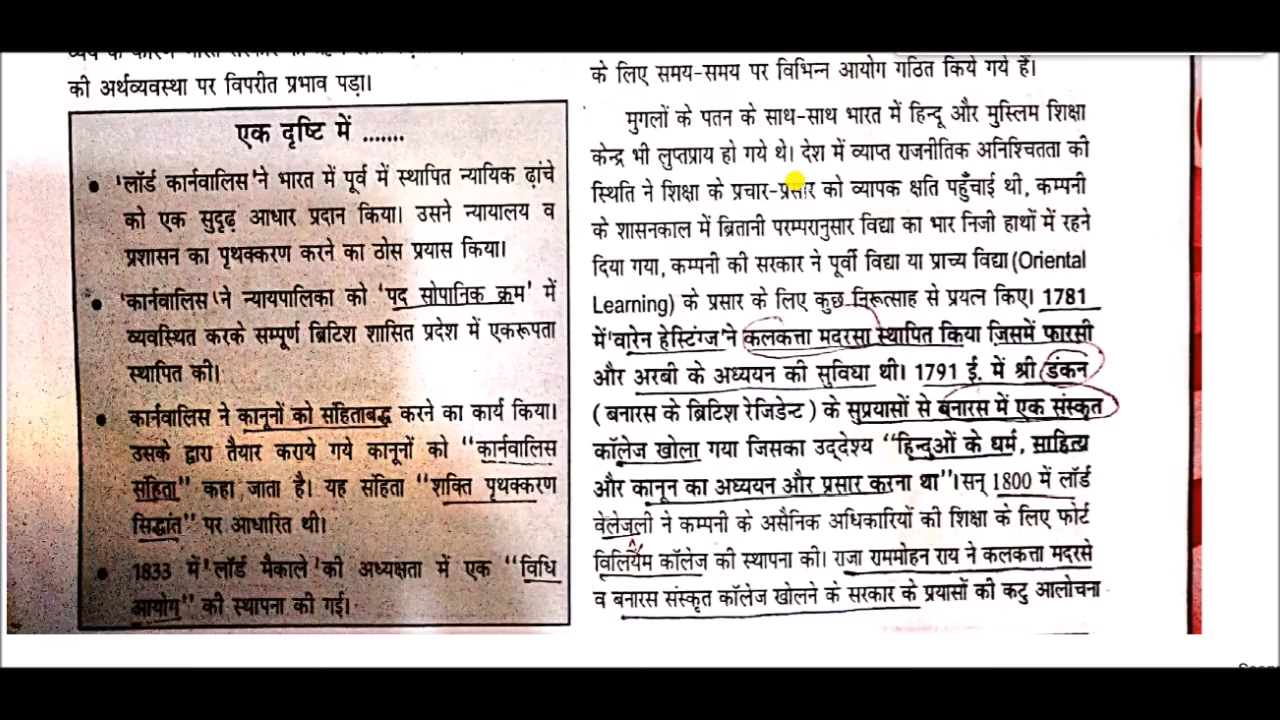 की अर्थव्यवस्था पर विपरीत प्रभाव पड़ा।
एक दृष्टि में .......
• 'लॉर्ड कार्नवालिस' ने भारत में पूर्व में स्थापित न्यायिक ढ़ांचे
को एक सुदृढ़ आधार प्रदान किया। उसने न्यायालय व
प्रशासन का पृथक्करण करने का ठोस प्रयास किया।
• 'कार्नवालिस' ने न्यायपालिका को 'पद सोपानिक क्रम' में
व्यवस्थित करके सम्पूर्ण ब्रिटिश शासित प्रदेश में एकरूपता
स्थापित की।
• कार्नवालिस ने कानूनों को संहिताबद्ध करने का कार्य किया।
उसके द्वारा तैयार कराये गये कानूनों को "कार्नवालिस
संहिता" कहा जाता है। यह संहिता "शक्ति पृथक्करण
सिद्धांत" पर आधारित थी।
• 1833 में 'लॉर्ड मैकाले' की अध्यक्षता में एक "विधि
आयोग" की स्थापना की गई।
के लिए समय-समय पर विभिन्न आयोग गठित किये गये हैं।
मुगलों के पतन के साथ-साथ भारत में हिन्दू और मुस्लिम शिक्षा
केन्द्र भी लुप्तप्राय हो गये थे। देश में व्याप्त राजनीतिक अनिश्चितता की
स्थिति ने शिक्षा के प्रचार-प्रसार को व्यापक क्षति पहुँचाई थी, कम्पनी
के शासनकाल में ब्रितानी परम्परानुसार विद्या का भार निजी हाथों में रहने
दिया गया, कम्पनी की सरकार ने पूर्वी विद्या या प्राच्य विद्या (Oriental
Learning) के प्रसार के लिए कुछ निरूत्साह से प्रयत्न किए। 1781
में 'वारेन हेस्टिंग्ज' ने कलकत्ता मदरसा स्थापित किया जिसमें फारसी
और अरबी के अध्ययन की सुविधा थी। 1791 ई. में श्री डंकन
( बनारस के ब्रिटिश रेजिडेन्ट ) के सुप्रयासों से बनारस में एक संस्कृत
कॉलेज खोला गया जिसका उद्देश्य "हिन्दुओं के धर्म, साहित्य
और कानून का अध्ययन और प्रसार करना था"। सन् 1800 में लॉर्ड
वेलेजली ने कम्पनी के असैनिक अधिकारियों की शिक्षा के लिए फोर्ट
विलियम कॉलेज की स्थापना की। राजा राममोहन राय ने कलकत्ता मदरसे
व बनारस संस्कृत कॉलेज खोलने के सरकार के प्रयासों की कटु आलोचना